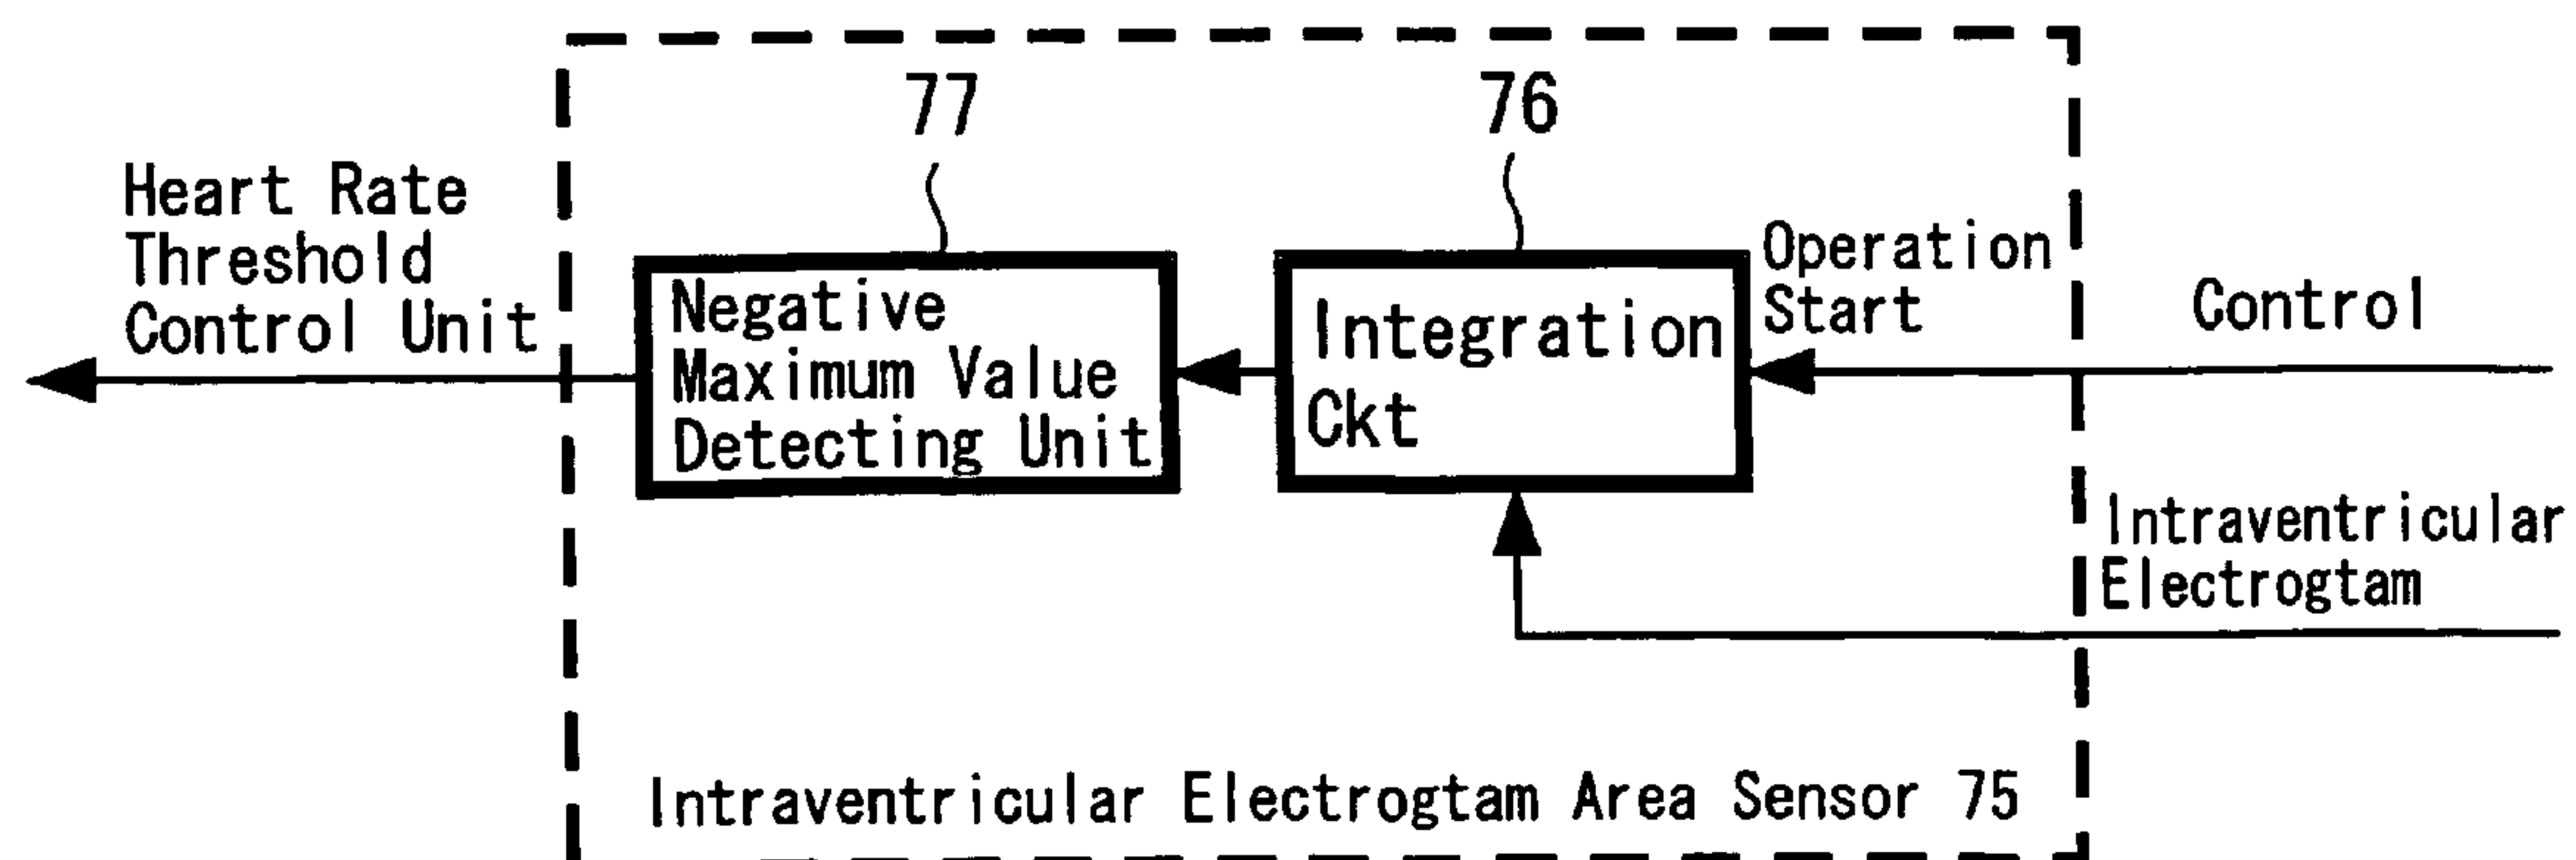 77
76
Heart Rate
Threshold
Control Unit
Negative
Maximum Value
Detecting Unit
Integration
Ckt
Operation
Start
Control
Intraventricular
Electrogtam
Intraventricular Electrogtam Area Sensor 75